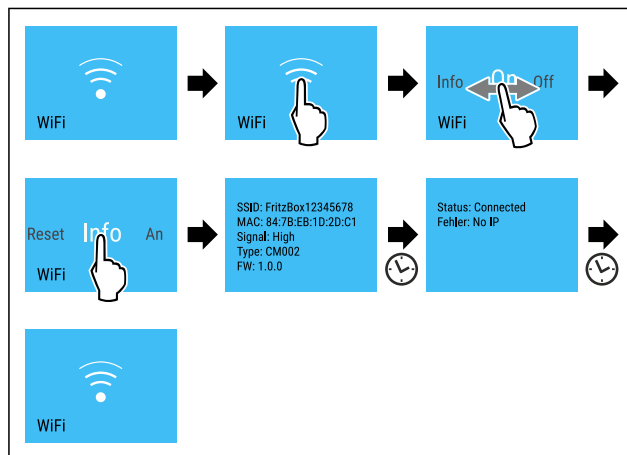 WiFi
WiFi
Info On Off
WiFi
Reset Info An
WiFi
SSID: FritzBox12345678
MAC: 84:7B:EB:1D:2D:C1
Signal: High
Type: CM002
FW: 1.0.0
Status: Connected
Fehler: No IP
WiFi